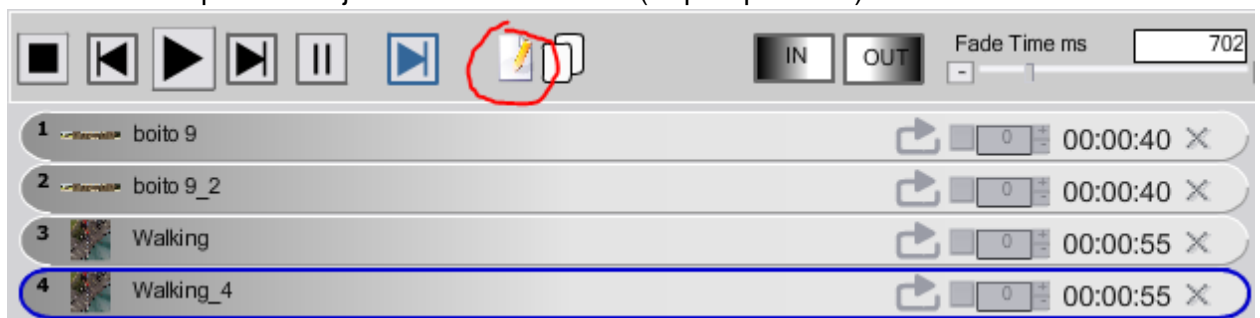 IN OUT Fade Time ms 702
-
1 boito 9 0 + - 00:00:40
2 boito 9_2 0 + - 00:00:40
3 Walking 0 + - 00:00:55
4 Walking_4 0 + - 00:00:55